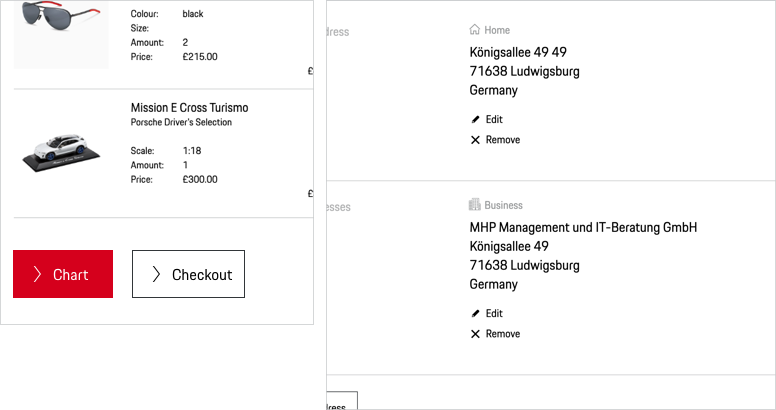 Colour: black
Size:
Amount: 2
Price: £215.00
£
Mission E Cross Turismo
Porsche Driver's Selection
Scale: 1:18
Amount: 1
Price: £300.00
£
Chart
Checkout
dress
Home
Königsallee 49 49
71638 Ludwigsburg
Germany
Edit
Remove
esses
Business
MHP Management und IT-Beratung GmbH
Königsallee 49
71638 Ludwigsburg
Germany
Edit
Remove
dress